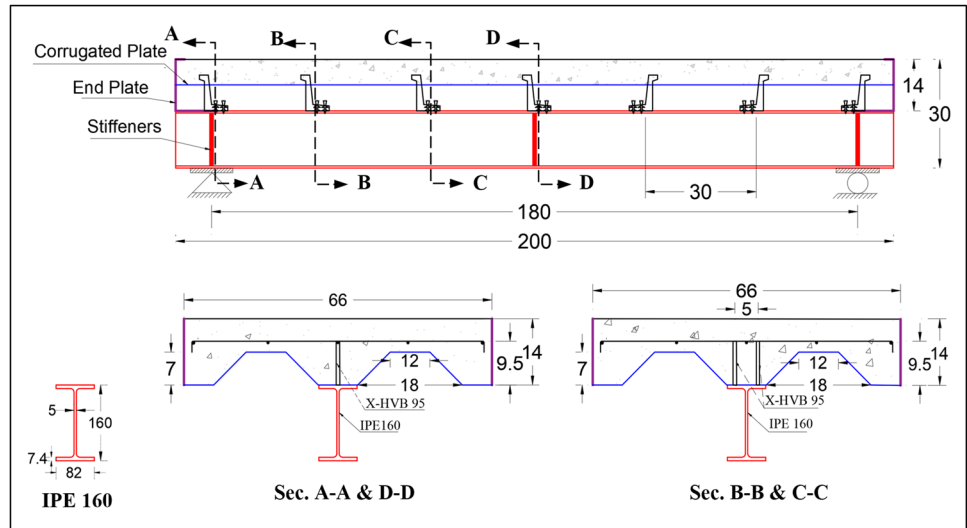 A B C D
Corrugated Plate
End Plate
Stiffeners
14
30
A B C D
30
180
200
66
12
7
9.5
14
18
X-HVB 95
IPE160
Sec. A-A & D-D
66
5
12
7
9.5
14
18
X-HVB 95
IPE 160
Sec. B-B & C-C
5
160
7.4
82
IPE 160